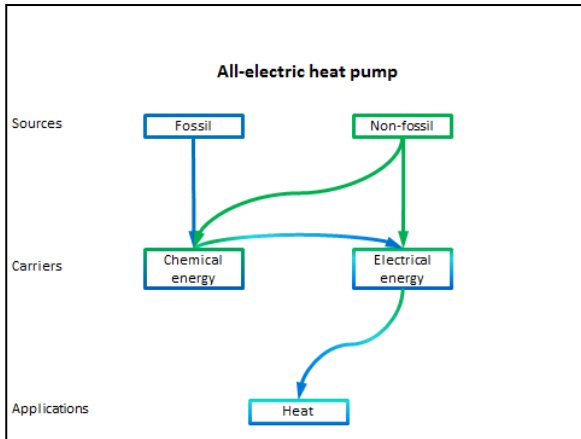 All-electric heat pump
Sources
Fossil
Non-fossil
Carriers
Chemical
energy
Electrical
energy
Applications
Heat